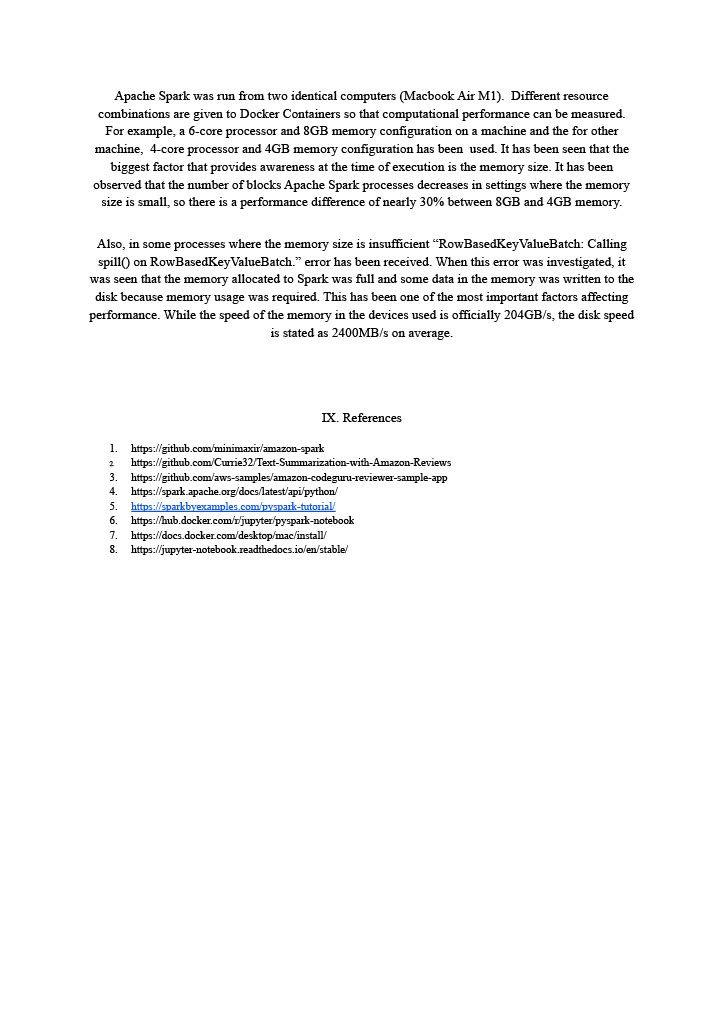 Apache Spark was run from two identical computers (Macbook Air M1).  Different resource
combinations are given to Docker Containers so that computational performance can be measured.
For example, a 6-core processor and 8GB memory configuration on a machine and the for other
machine,  4-core processor and 4GB memory configuration has been  used. It has been seen that the
biggest factor that provides awareness at the time of execution is the memory size. It has been
observed that the number of blocks Apache Spark processes decreases in settings where the memory
size is small, so there is a performance difference of nearly 30% between 8GB and 4GB memory.
Also, in some processes where the memory size is insufficient “RowBasedKeyValueBatch: Calling
spill() on RowBasedKeyValueBatch.” error has been received. When this error was investigated, it
was seen that the memory allocated to Spark was full and some data in the memory was written to the
disk because memory usage was required. This has been one of the most important factors affecting
performance. While the speed of the memory in the devices used is officially 204GB/s, the disk speed
is stated as 2400MB/s on average.
IX. References
1. https://github.com/minimaxir/amazon-spark
2. https://github.com/Currie32/Text-Summarization-with-Amazon-Reviews
3. https://github.com/aws-samples/amazon-codeguru-reviewer-sample-app
4. https://spark.apache.org/docs/latest/api/python/
5. https://sparkbyexamples.com/pyspark-tutorial/
6. https://hub.docker.com/r/jupyter/pyspark-notebook
7. https://docs.docker.com/desktop/mac/install/
8. https://jupyter-notebook.readthedocs.io/en/stable/